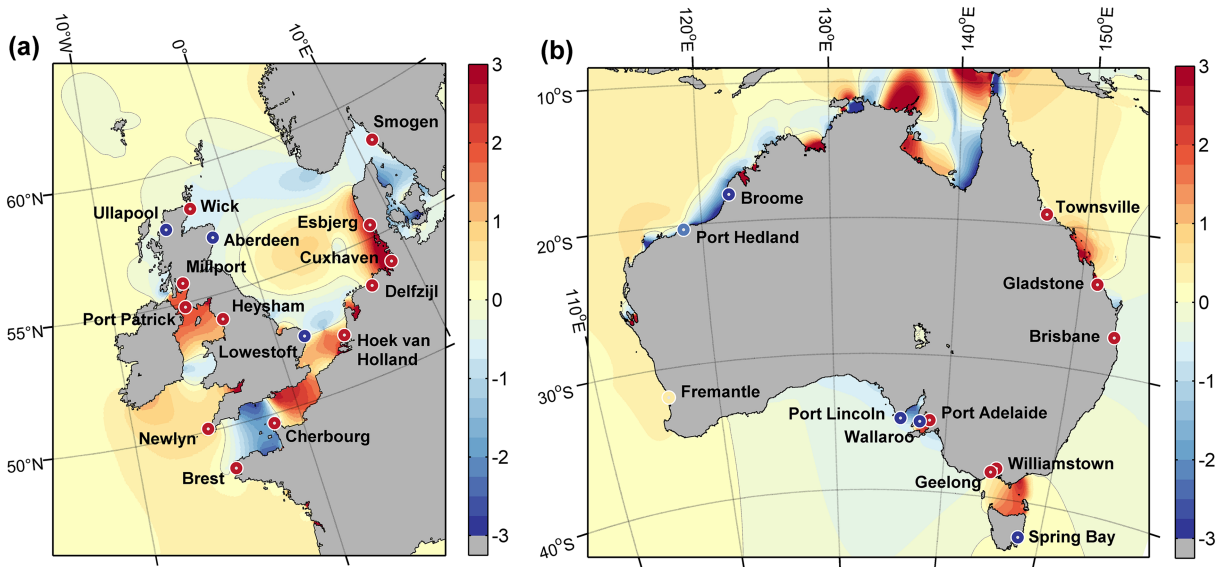 (a)
10°W
0°
10°E
60°N
55°N
50°N
Smogen
Ullapool
Wick
Aberdeen
Esbjerg
Cuxhaven
Millport
Delfzijl
Port Patrick
Heysham
Lowestoft
Hoek van
Holland
Newlyn
Cherbourg
Brest
3
2
1
0
-1
-2
-3
(b)
120°E
130°E
140°E
150°E
10°S
20°S
110°E
30°S
40°S
Broome
Port Hedland
Townsville
Gladstone
Brisbane
Fremantle
Port Lincoln
Port Adelaide
Wallaroo
Williamstown
Geelong
Spring Bay
3
2
1
0
-1
-2
-3